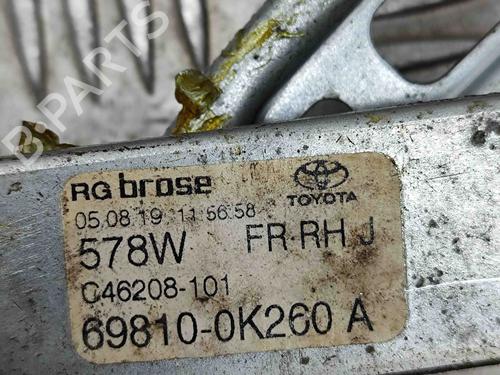 B-PARTS
RG brose
TOYOTA
05.08.19 11:56:58
578W FR RH J
C46208-101
69810-0K260 A